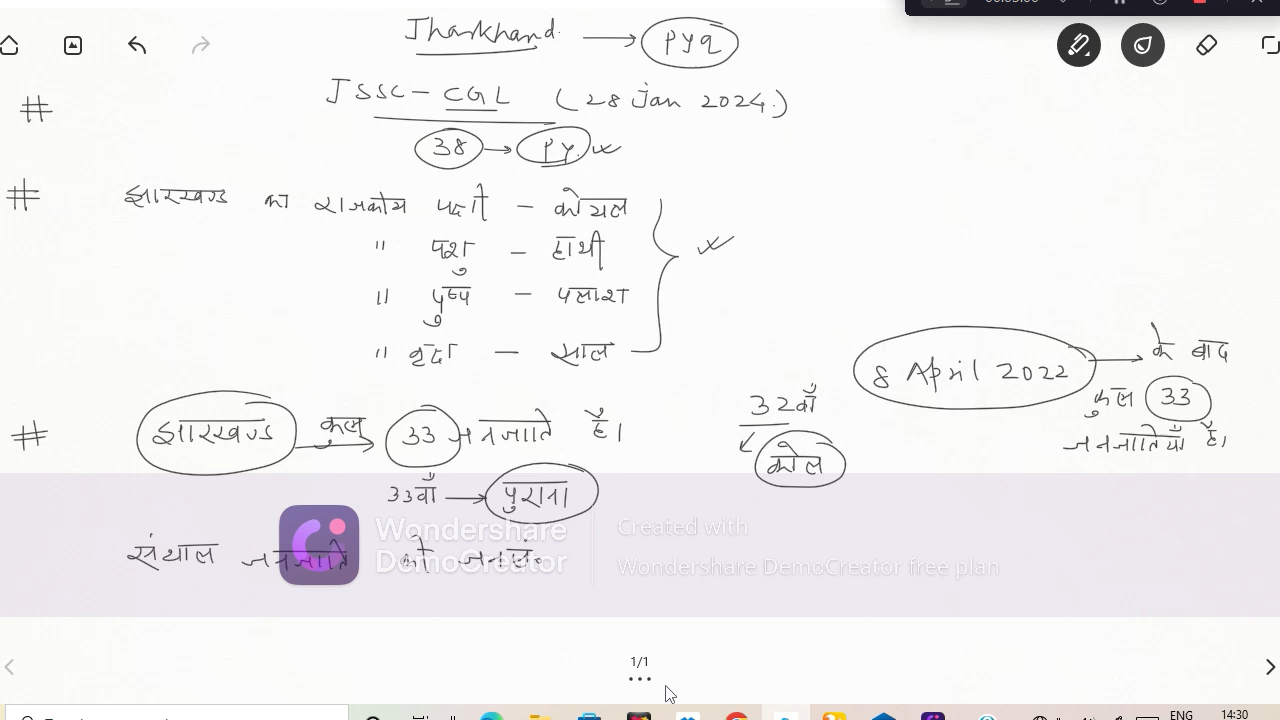 Jharkhand. → PYQ
# JSSC - CGL (28 Jan 2024.)
38 → PY.
# झारखण्ड का राजकीय पक्षी - कोयल
" पशु - हाथी
" पुष्प - पलाश
" वृक्ष - साल
8 April 2022 → के बाद
कुल 33
जनजातियाँ है।
# झारखण्ड कुल 33 जनजाति है।
32वाँ
कोल
33वाँ → पुरान
संथाल जनजाति की जनसं०
Wondershare
DemoCreator
Created with
Wondershare DemoCreator free plan
1/1
ENG
14:30